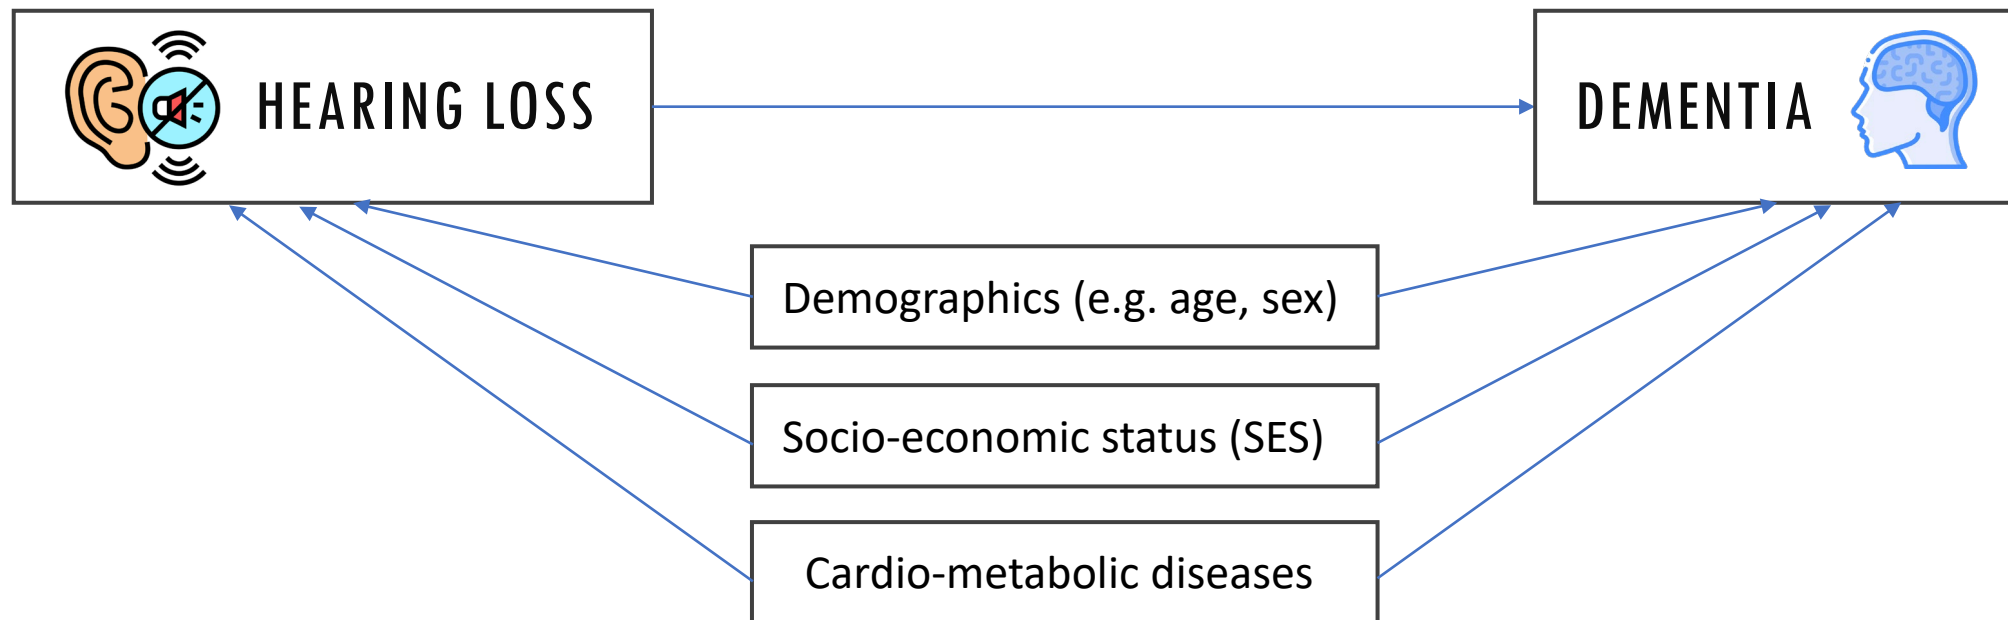 HEARING LOSS
DEMENTIA
Demographics (e.g. age, sex)
Socio-economic status (SES)
Cardio-metabolic diseases